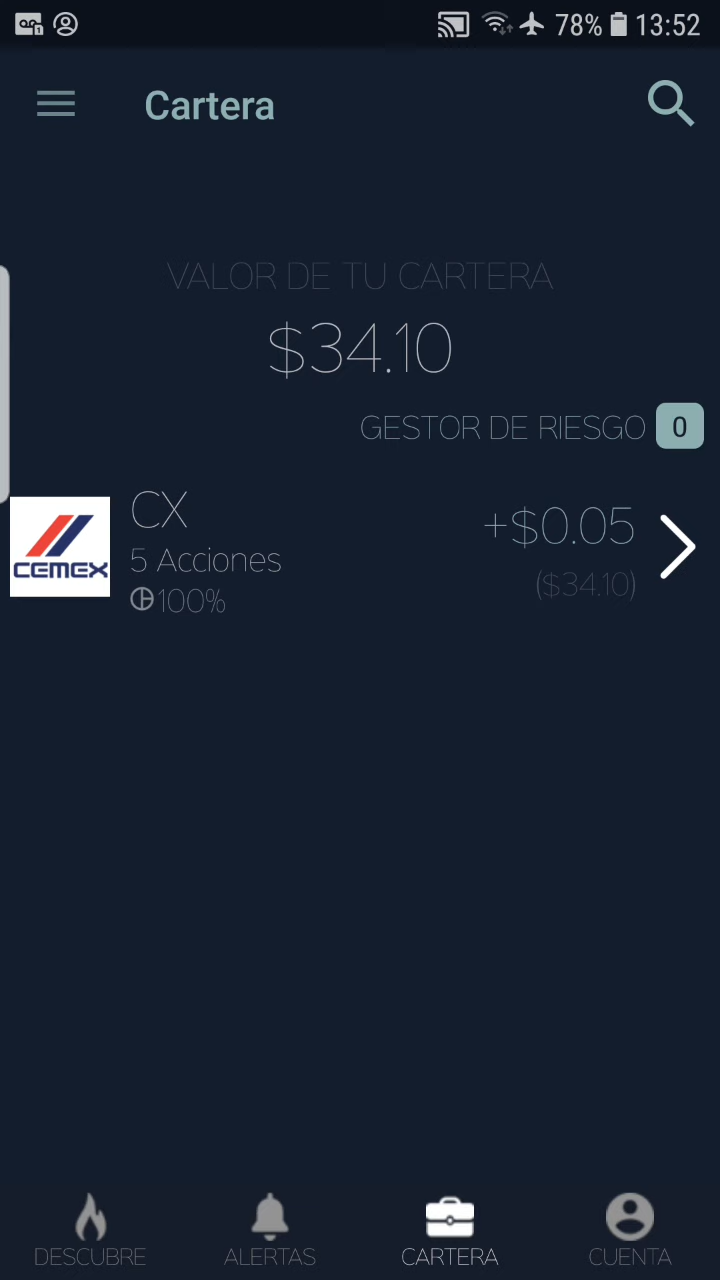 78% 13:52
Cartera
VALOR DE TU CARTERA
$34.10
GESTOR DE RIESGO 0
CX
+$0.05
CEMEX
5 Acciones
($34.10)
100%
DESCUBRE ALERTAS CARTERA CUENTA